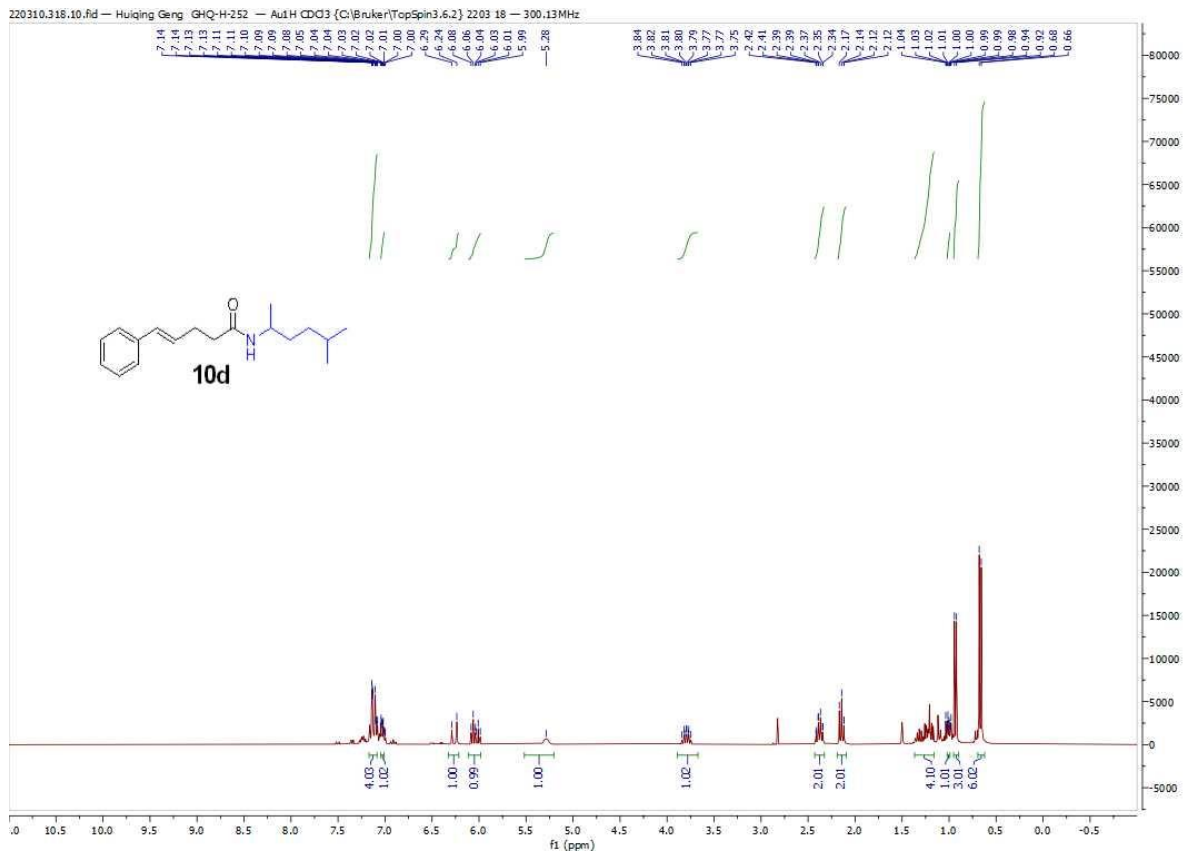 220310.318.10.fid — Huiqing Geng GHQ-H-252 — Au1H CDCl3 {C:\Bruker\TopSpin3.6.2} 2203 18 — 300.13MHz
7.14 7.14 7.13 7.13 7.11 7.11 7.10 7.09 7.09 7.08 7.05 7.04 7.04 7.03 7.02 7.02 7.01 7.00 7.00 6.29 6.24 6.08 6.06 6.04 6.03 6.01 5.99 5.28 3.84 3.82 3.81 3.80 3.79 3.77 3.77 3.75 2.42 2.41 2.39 2.39 2.37 2.35 2.34 2.17 2.14 2.12 2.12 1.04 1.03 1.02 1.01 1.00 1.00 0.99 0.99 0.98 0.94 0.92 0.68 0.66
80000
75000
70000
65000
60000
55000
50000
45000
40000
35000
30000
25000
20000
15000
10000
5000
0
-5000
O
N
H
10d
4.03 1.02 1.00 0.99 1.00 1.02 2.01 2.01 4.10 1.01 3.01 6.02
.0 10.5 10.0 9.5 9.0 8.5 8.0 7.5 7.0 6.5 6.0 5.5 5.0 4.5 4.0 3.5 3.0 2.5 2.0 1.5 1.0 0.5 0.0 -0.5
f1 (ppm)